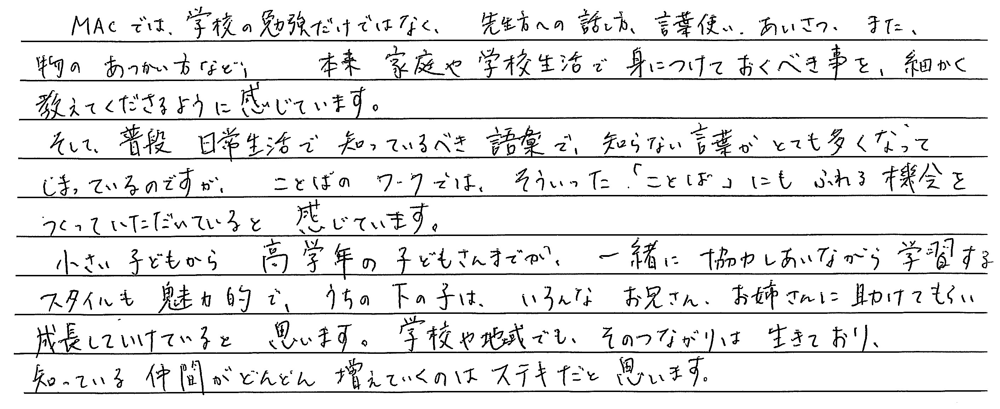 MACでは、学校の勉強だけではなく、先生方への話し方、言葉使い、あいさつ、また、
物のあつかい方など、本来家庭や学校生活で身につけておくべき事を、細かく
教えてくださるように感じています。
そして、普段日常生活で知っているべき語彙で、知らない言葉がとても多くなって
しまっているのですが、ことばのワークでは、そういった「ことば」にもふれる機会を
つくっていただいていると感じています。
小さい子どもから高学年の子どもさんまでが、一緒に協力しあいながら学習する
スタイルも魅力的で、うちの下の子は、いろんなお兄さん、お姉さんに助けてもらい
成長していけていると思います。学校や地域でも、そのつながりは生きており、
知っている仲間がどんどん増えていくのはステキだと思います。